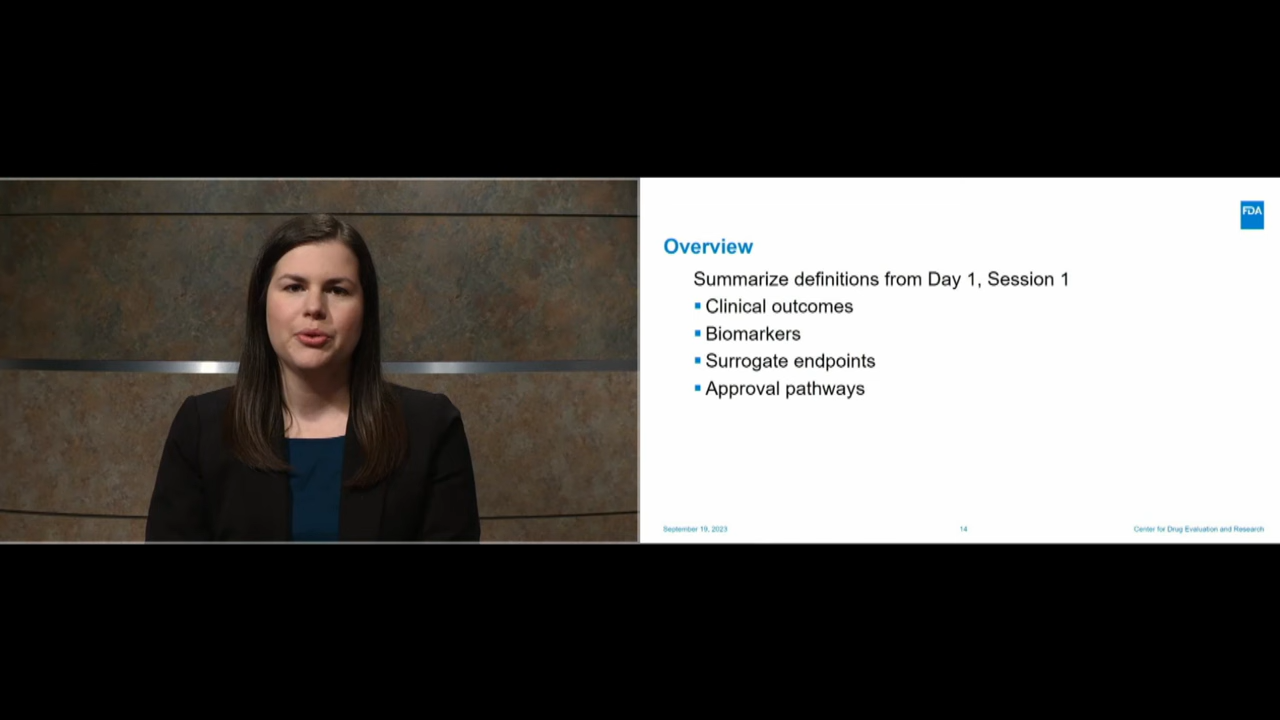 FDA
Overview
Summarize definitions from Day 1, Session 1
▪ Clinical outcomes
▪ Biomarkers
▪ Surrogate endpoints
▪ Approval pathways
September 19, 2023
14
Center for Drug Evaluation and Research